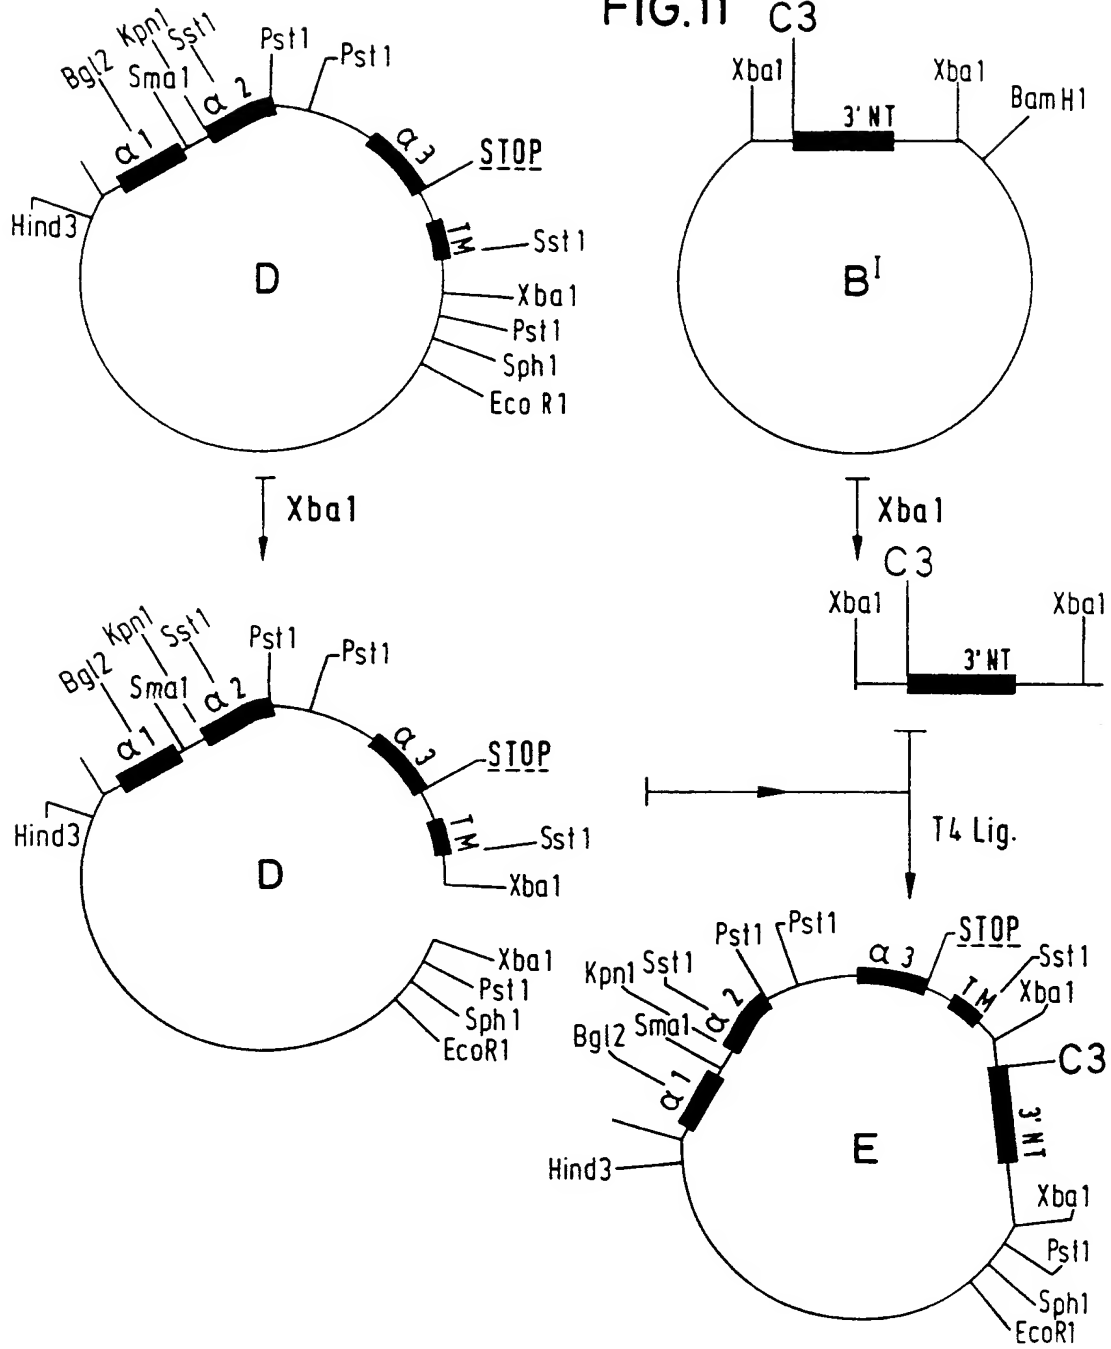 FIG.11
Kpn1
Sst1
Bgl2
Sma1
α 2
α 1
Pst1
Pst1
α 3
STOP
TM
Sst1
Hind3
D
Xba1
Pst1
Sph1
Eco R1
C3
Xba1
Xba1
3' NT
BamH1
B^I
Xba1
Xba1
C3
Xba1
Xba1
3' NT
Kpn1
Sst1
Bgl2
Sma1
α 2
α 1
Pst1
Pst1
α 3
STOP
TM
Sst1
Hind3
D
Xba1
Xba1
Pst1
Sph1
EcoR1
T4 Lig.
Pst1
Pst1
α 3
STOP
Sst1
TM
Xba1
Kpn1
Sst1
α 2
Sma1
Bgl2
α 1
C3
3' NT
Hind3
E
Xba1
Pst1
Sph1
EcoR1